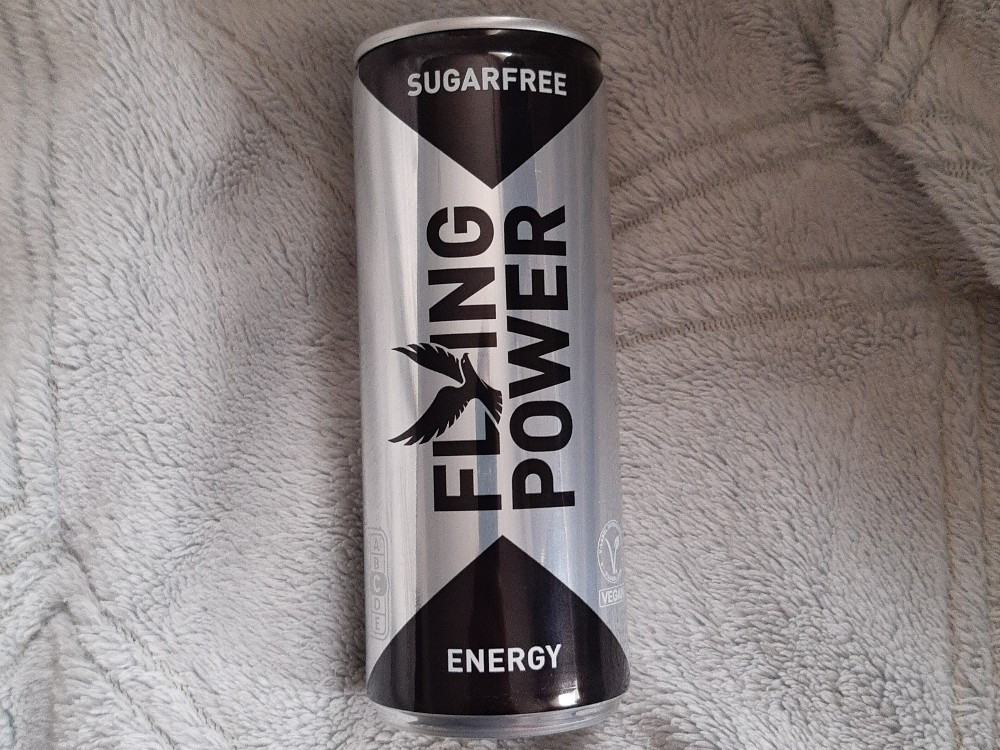 SUGARFREE
FLYING
POWER
A
B
C
D
E
VEGAN
ENERGY